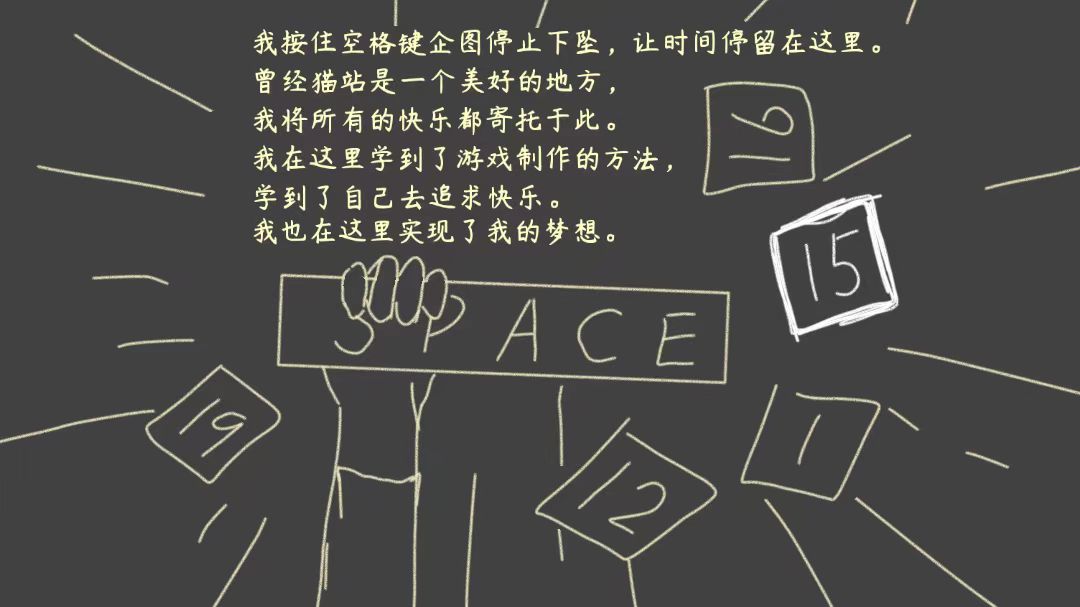 我按住空格键企图停止下坠，让时间停留在这里。
曾经猫站是一个美好的地方，
我将所有的快乐都寄托于此。
我在这里学到了游戏制作的方法，
学到了自己去追求快乐。
我也在这里实现了我的梦想。
16
15
SPACE
19
12
1